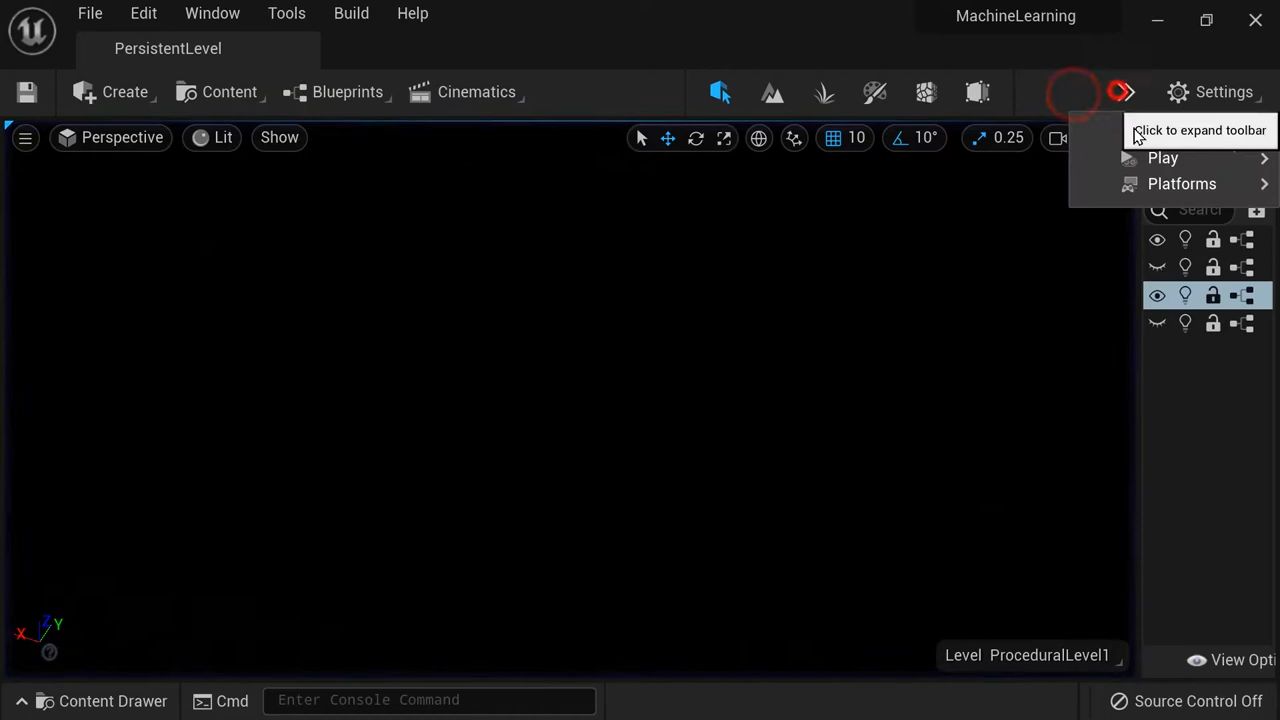 File Edit Window Tools Build Help MachineLearning
PersistentLevel
Create Content Blueprints Cinematics Settings
Click to expand toolbar
Perspective Lit Show 10 10° 0.25
Play
Platforms
Searcl
X Z Y
Level ProceduralLevel1
View Opti
Content Drawer Cmd Enter Console Command Source Control Off